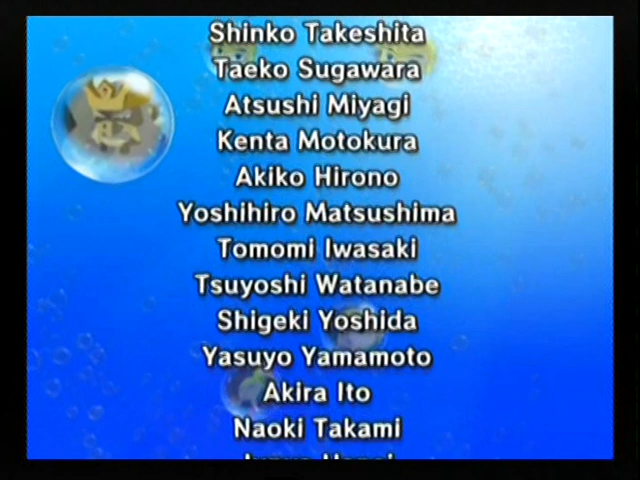 Shinko Takeshita
Taeko Sugawara
Atsushi Miyagi
Kenta Motokura
Akiko Hirono
Yoshihiro Matsushima
Tomomi Iwasaki
Tsuyoshi Watanabe
Shigeki Yoshida
Yasuyo Yamamoto
Akira Ito
Naoki Takami